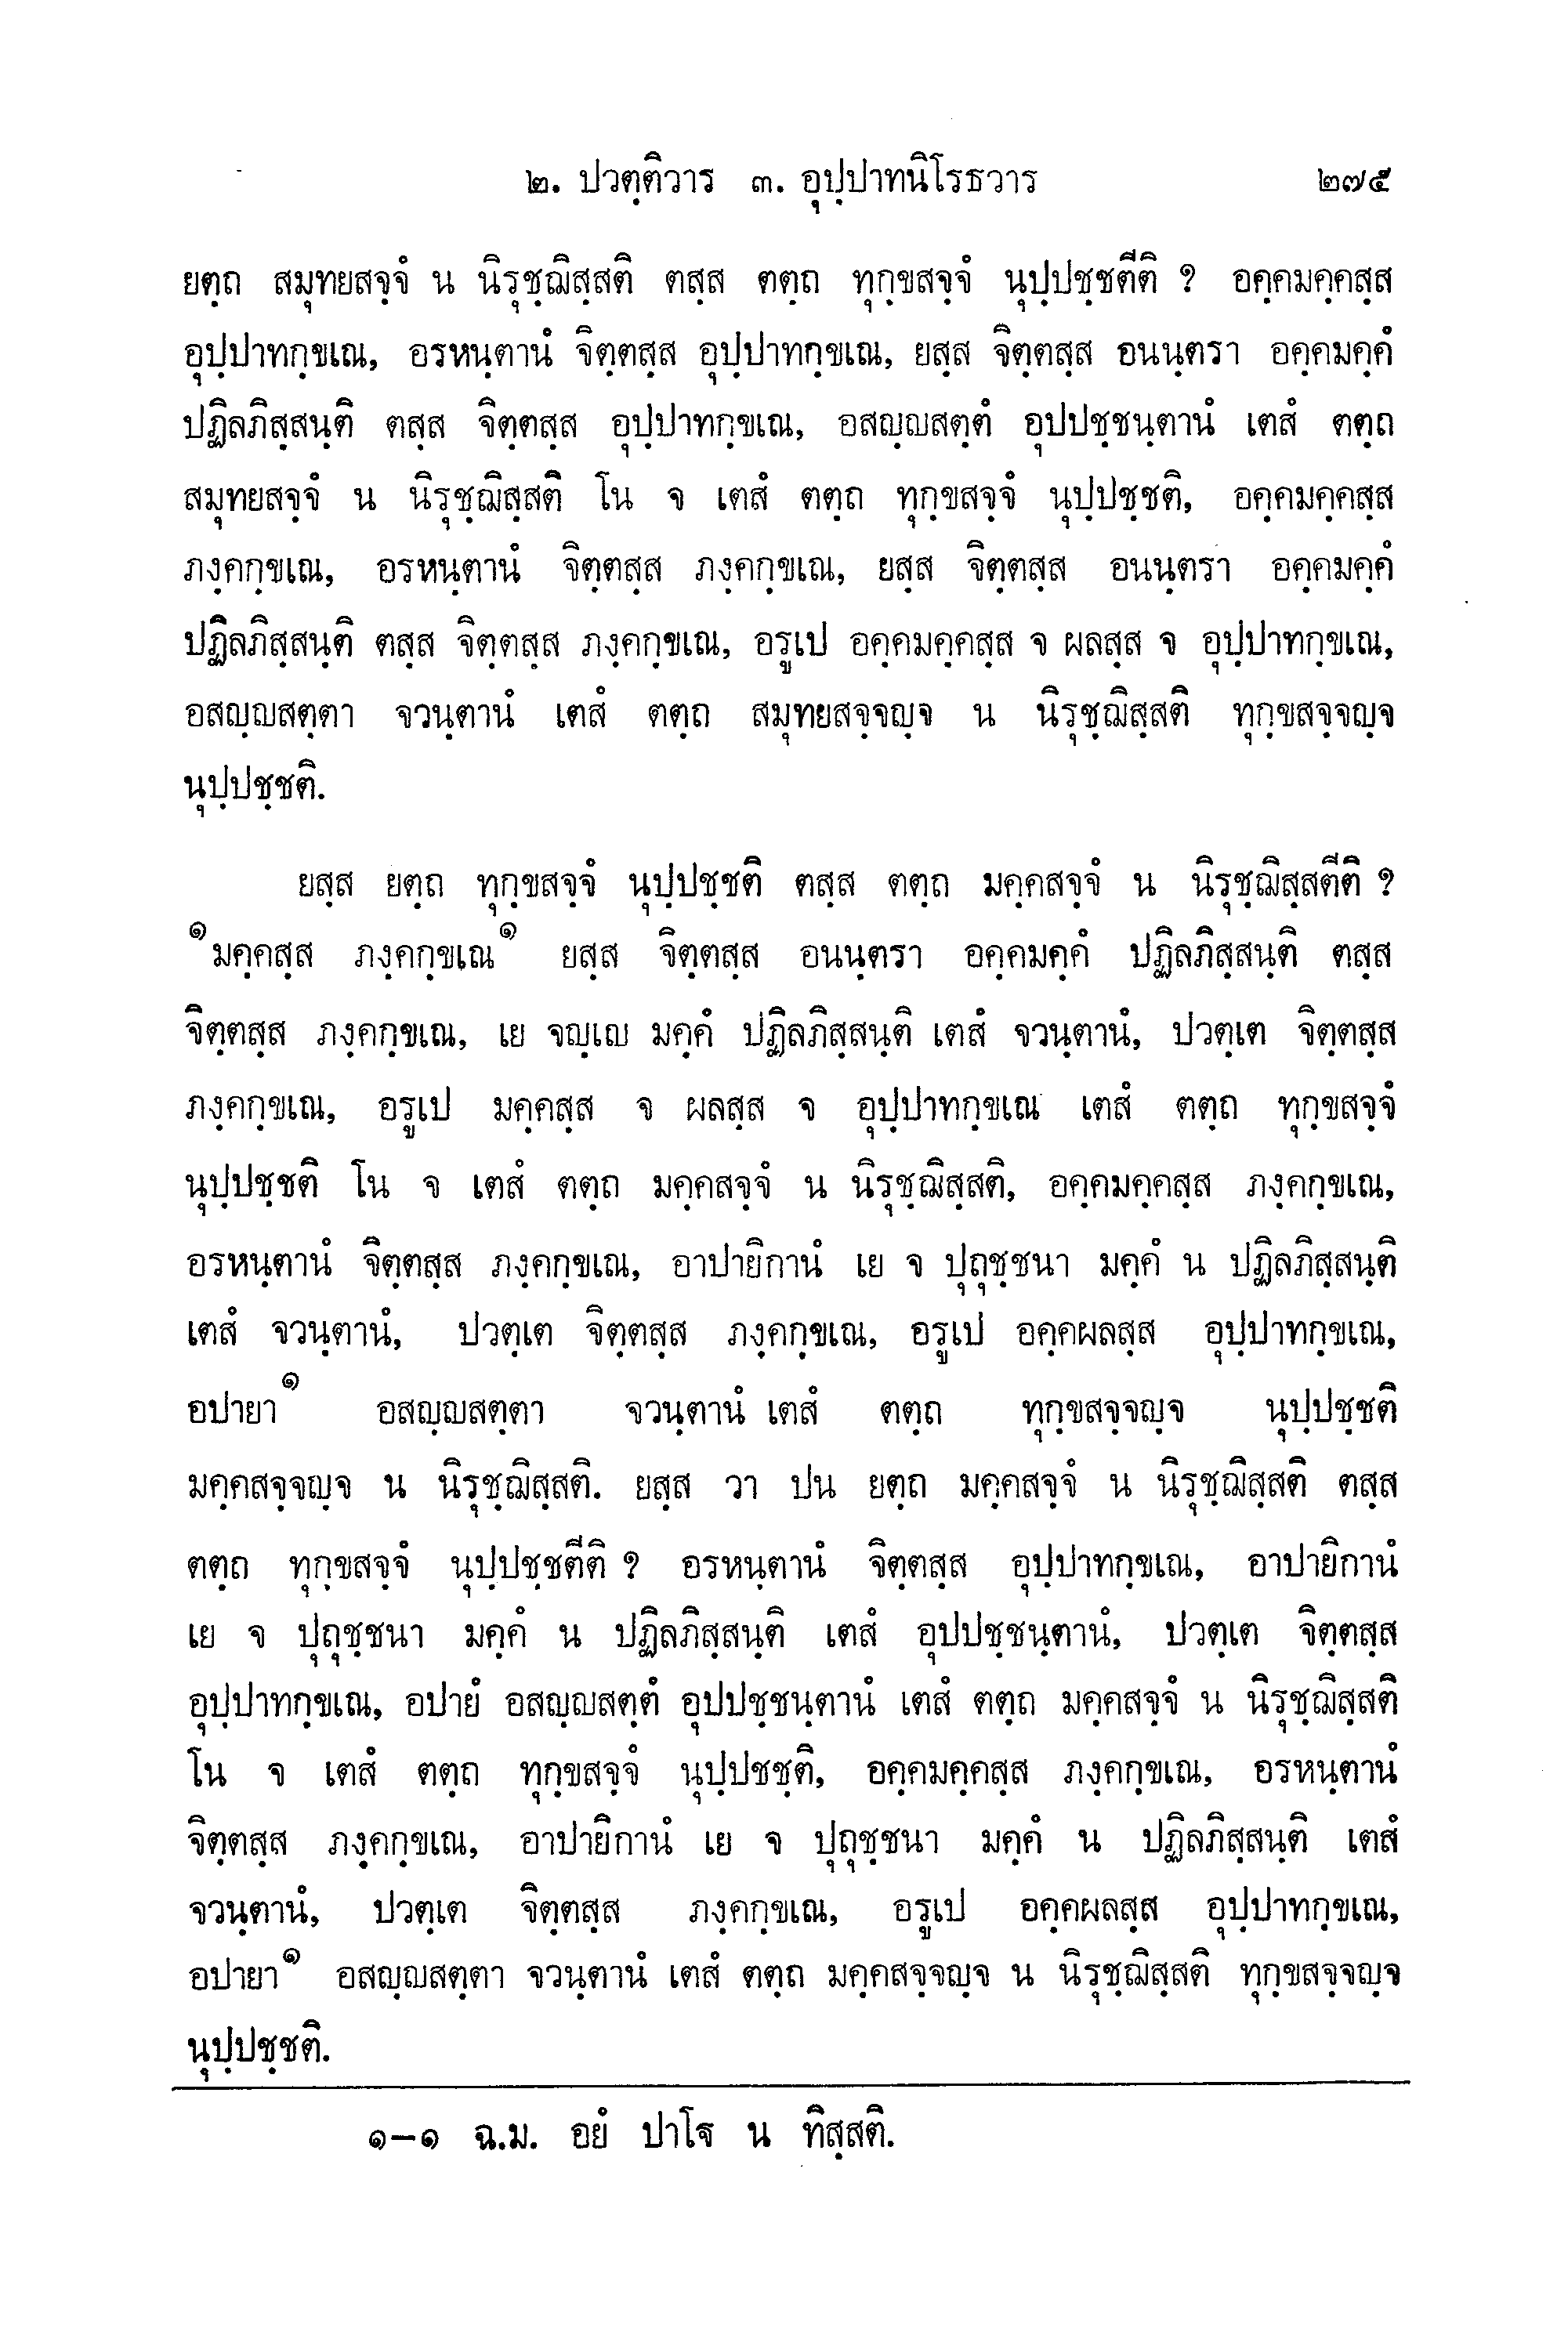 ๒. ปวตฺติวาร ๓. อุปฺปาทนิโรธวาร ๒๗๕
ยตฺถ สมุทยสจฺจํ น นิรุชฺฌิสฺสติ ตสฺส ตตฺถ ทุกฺขสจฺจํ นุปฺปชฺชตีติ ? อคฺคมคฺคสฺส
อุปฺปาทกฺขเณ, อรหนฺตานํ จิตฺตสฺส อุปฺปาทกฺขเณ, ยสฺส จิตฺตสฺส อนนฺตรา อคฺคมคฺคํ
ปฏิลภิสฺสนฺติ ตสฺส จิตฺตสฺส อุปฺปาทกฺขเณ, อสญฺญสตฺตํ อุปปชฺชนฺตานํ เตสํ ตตฺถ
สมุทยสจฺจํ น นิรุชฺฌิสฺสติ โน จ เตสํ ตตฺถ ทุกฺขสจฺจํ นุปฺปชฺชติ, อคฺคมคฺคสฺส
ภงฺคกฺขเณ, อรหนฺตานํ จิตฺตสฺส ภงฺคกฺขเณ, ยสฺส จิตฺตสฺส อนนฺตรา อคฺคมคฺคํ
ปฏิลภิสฺสนฺติ ตสฺส จิตฺตสฺส ภงฺคกฺขเณ, อรูเป อคฺคมคฺคสฺส จ ผลสฺส จ อุปฺปาทกฺขเณ,
อสญฺญสตฺตา จวนฺตานํ เตสํ ตตฺถ สมุทยสจฺจญฺจ น นิรุชฺฌิสฺสติ ทุกฺขสจฺจญฺจ
นุปฺปชฺชติ.
ยสฺส ยตฺถ ทุกฺขสจฺจํ นุปฺปชฺชติ ตสฺส ตตฺถ มคฺคสจฺจํ น นิรุชฺฌิสฺสตีติ ?
๑มคฺคสฺส ภงฺคกฺขเณ๑ ยสฺส จิตฺตสฺส อนนฺตรา อคฺคมคฺคํ ปฏิลภิสฺสนฺติ ตสฺส
จิตฺตสฺส ภงฺคกฺขเณ, เย จญฺเญ มคฺคํ ปฏิลภิสฺสนฺติ เตสํ จวนฺตานํ, ปวตฺเต จิตฺตสฺส
ภงฺคกฺขเณ, อรูเป มคฺคสฺส จ ผลสฺส จ อุปฺปาทกฺขเณ เตสํ ตตฺถ ทุกฺขสจฺจํ
นุปฺปชฺชติ โน จ เตสํ ตตฺถ มคฺคสจฺจํ น นิรุชฺฌิสฺสติ, อคฺคมคฺคสฺส ภงฺคกฺขเณ,
อรหนฺตานํ จิตฺตสฺส ภงฺคกฺขเณ, อาปายิกานํ เย จ ปุถุชฺชนา มคฺคํ น ปฏิลภิสฺสนฺติ
เตสํ จวนฺตานํ, ปวตฺเต จิตฺตสฺส ภงฺคกฺขเณ, อรูเป อคฺคผลสฺส อุปฺปาทกฺขเณ,
อปายา๑ อสญฺญสตฺตา จวนฺตานํ เตสํ ตตฺถ ทุกฺขสจฺจญฺจ นุปฺปชฺชติ
มคฺคสจฺจญฺจ น นิรุชฺฌิสฺสติ. ยสฺส วา ปน ยตฺถ มคฺคสจฺจํ น นิรุชฺฌิสฺสติ ตสฺส
ตตฺถ ทุกฺขสจฺจํ นุปฺปชฺชตีติ ? อรหนฺตานํ จิตฺตสฺส อุปฺปาทกฺขเณ, อาปายิกานํ
เย จ ปุถุชฺชนา มคฺคํ น ปฏิลภิสฺสนฺติ เตสํ อุปปชฺชนฺตานํ, ปวตฺเต จิตฺตสฺส
อุปฺปาทกฺขเณ, อปายํ อสญฺญสตฺตํ อุปปชฺชนฺตานํ เตสํ ตตฺถ มคฺคสจฺจํ น นิรุชฺฌิสฺสติ
โน จ เตสํ ตตฺถ ทุกฺขสจฺจํ นุปฺปชชฺติ, อคฺคมคฺคสฺส ภงฺคกฺขเณ, อรหนฺตานํ
จิตฺตสฺส ภงฺคกฺขเณ, อาปายิกานํ เย จ ปุถุชฺชนา มคฺคํ น ปฏิลภิสฺสนฺติ เตสํ
จวนฺตานํ, ปวตฺเต จิตฺตสฺส ภงฺคกฺขเณ, อรูเป อคฺคผลสฺส อุปฺปาทกฺขเณ,
อปายา๑ อสญฺญสตฺตา จวนฺตานํ เตสํ ตตฺถ มคฺคสจฺจญฺจ น นิรุชฺฌิสฺสติ ทุกฺขสจฺจญฺจ
นุปฺปชฺชติ.
๑–๑ ฉ.ม. อยํ ปาโฐ น ทิสฺสติ.